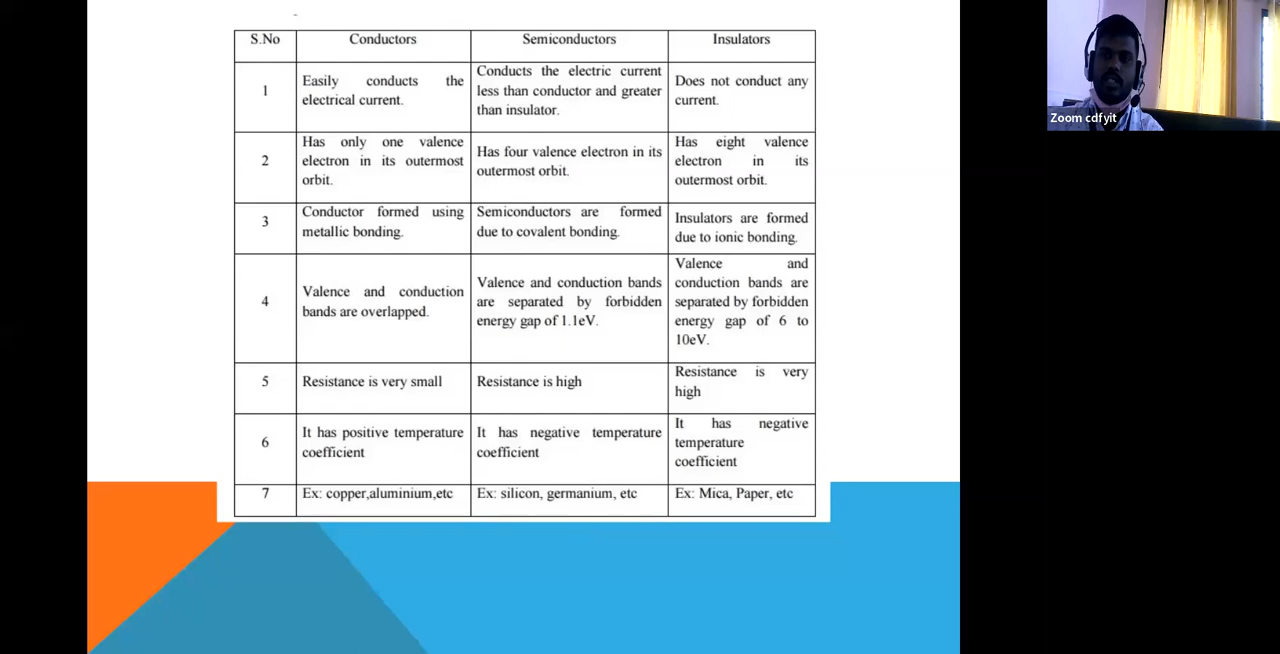 S.No
Conductors
Semiconductors
Insulators
1
Easily conducts the
electrical current.
Conducts the electric current
less than conductor and greater
than insulator.
Does not conduct any
current.
2
Has only one valence
electron in its outermost
orbit.
Has four valence electron in its
outermost orbit.
Has eight valence
electron in its
outermost orbit.
3
Conductor formed using
metallic bonding.
Semiconductors are formed
due to covalent bonding.
Insulators are formed
due to ionic bonding.
4
Valence and conduction
bands are overlapped.
Valence and conduction bands
are separated by forbidden
energy gap of 1.1eV.
Valence and
conduction bands are
separated by forbidden
energy gap of 6 to
10eV.
5
Resistance is very small
Resistance is high
Resistance is very
high
6
It has positive temperature
coefficient
It has negative temperature
coefficient
It has negative
temperature
coefficient
7
Ex: copper,aluminium,etc
Ex: silicon, germanium, etc
Ex: Mica, Paper, etc
Zoom cdfyit